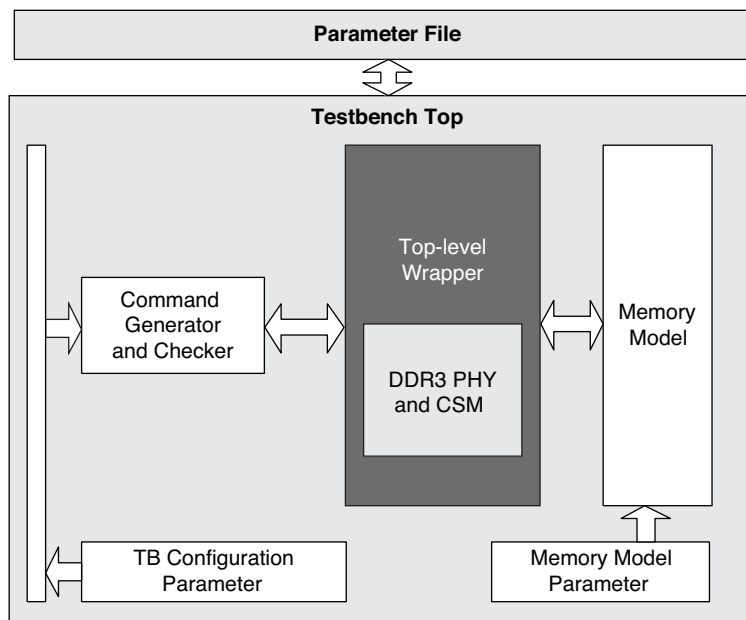 Parameter File
Testbench Top
Top-level
Wrapper
Command
Generator
and Checker
Memory
Model
DDR3 PHY
and CSM
TB Configuration
Parameter
Memory Model
Parameter